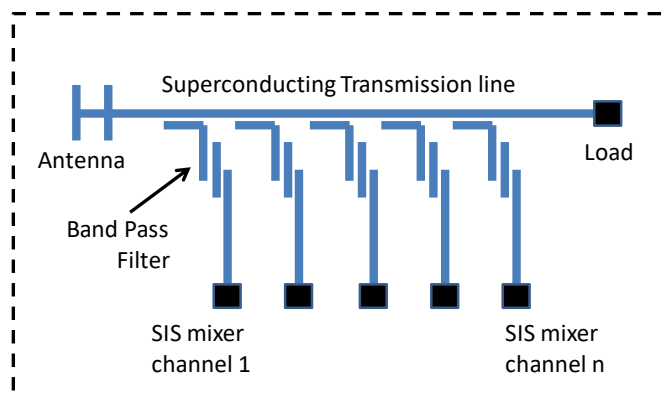 Superconducting Transmission line
Antenna
Load
Band Pass
Filter
SIS mixer
channel 1
SIS mixer
channel n